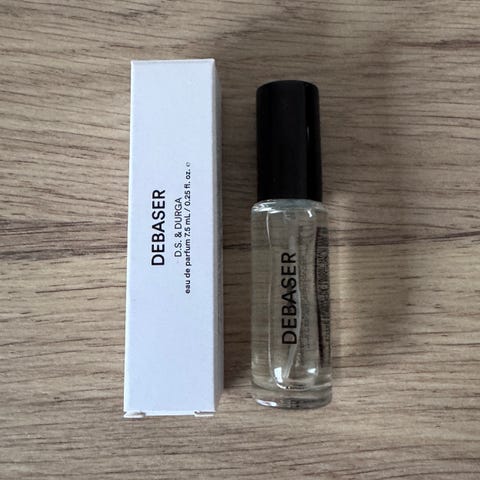 DEBASER
D.S. & DURGA
eau de parfum 7.5 mL / 0.25 fl. oz. ℮
DEBASER